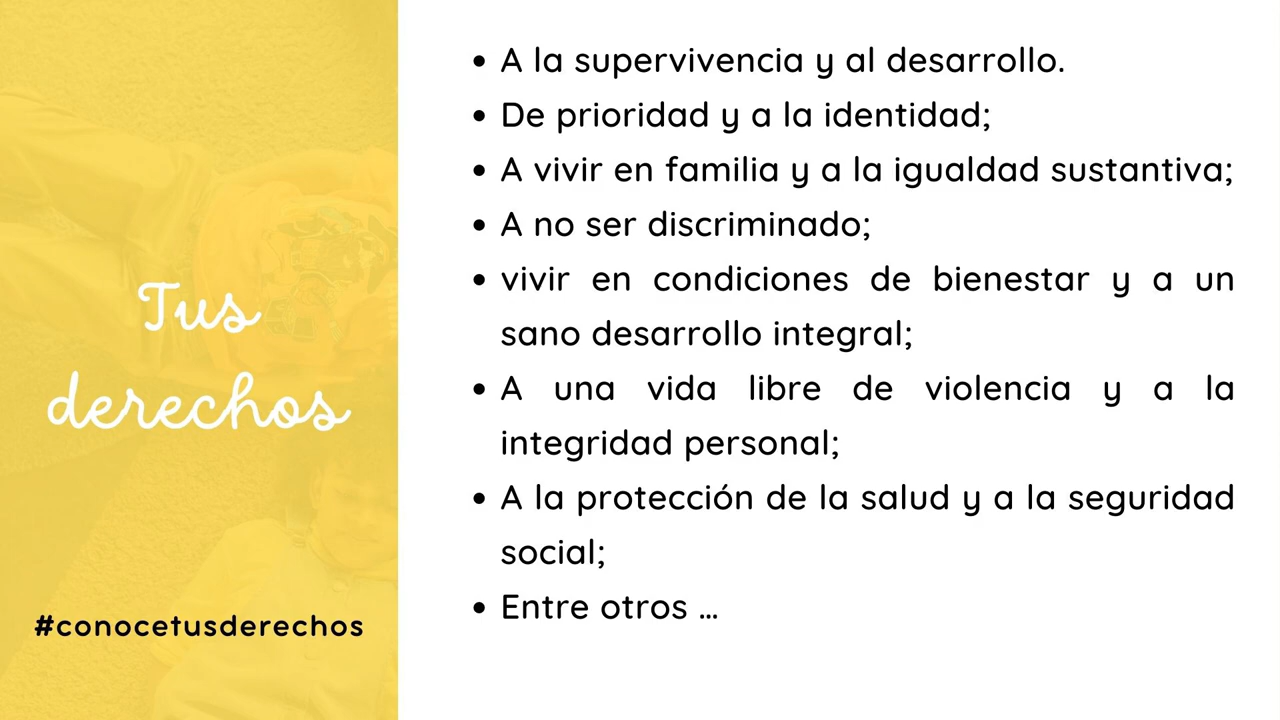 Tus
derechos
#conocetusderechos
• A la supervivencia y al desarrollo.
• De prioridad y a la identidad;
• A vivir en familia y a la igualdad sustantiva;
• A no ser discriminado;
• vivir en condiciones de bienestar y a un
sano desarrollo integral;
• A una vida libre de violencia y a la
integridad personal;
• A la protección de la salud y a la seguridad
social;
• Entre otros ...